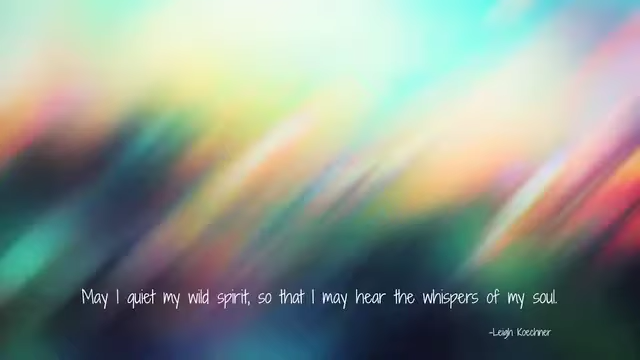 May I quiet my wild spirit, so that I may hear the whispers of my soul.
-Leigh Koechner